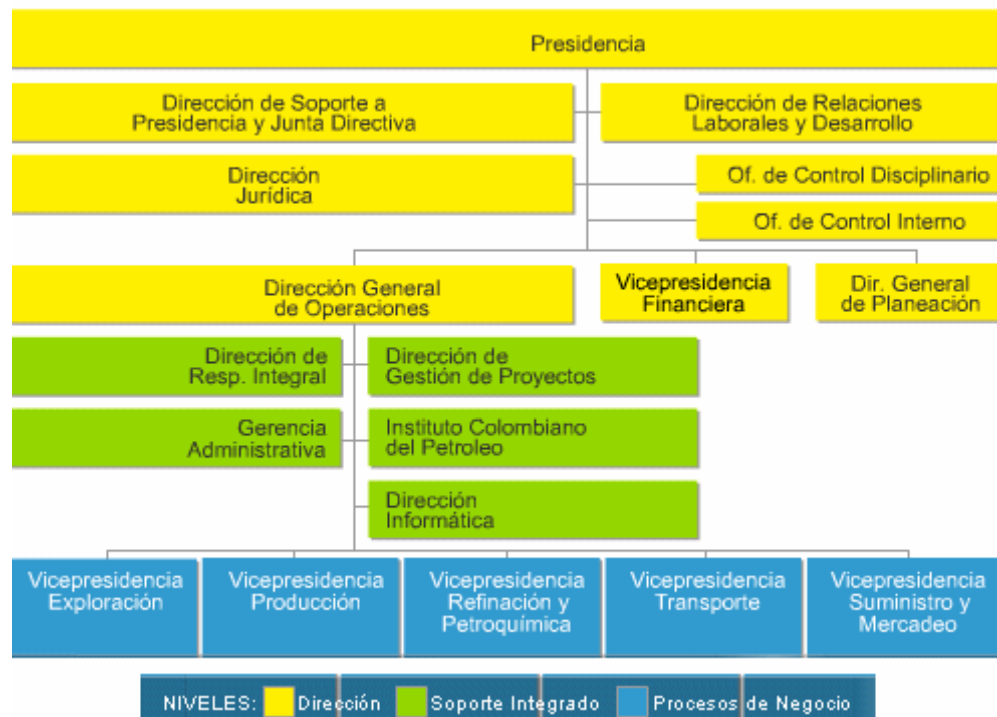 Presidencia
Dirección de Soporte a
Presidencia y Junta Directiva
Dirección de Relaciones
Laborales y Desarrollo
Dirección
Jurídica
Of. de Control Disciplinario
Of. de Control Interno
Dirección General
de Operaciones
Vicepresidencia
Financiera
Dir. General
de Planeación
Dirección de
Resp. Integral
Dirección de
Gestión de Proyectos
Gerencia
Administrativa
Instituto Colombiano
del Petroleo
Dirección
Informática
Vicepresidencia
Exploración
Vicepresidencia
Producción
Vicepresidencia
Refinación y
Petroquímica
Vicepresidencia
Transporte
Vicepresidencia
Suministro y
Mercadeo
NIVELES: Dirección Soporte Integrado Procesos de Negocio